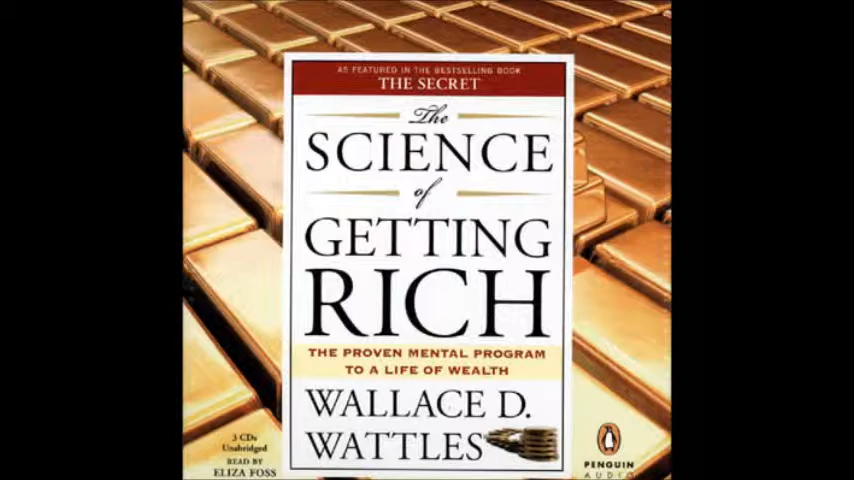 AS FEATURED IN THE BESTSELLING BOOK
THE SECRET
The
SCIENCE
of
GETTING
RICH
THE PROVEN MENTAL PROGRAM
TO A LIFE OF WEALTH
WALLACE D.
WATTLES
3 CDs
Unabridged
READ BY
ELIZA FOSS
PENGUIN
AUDIO